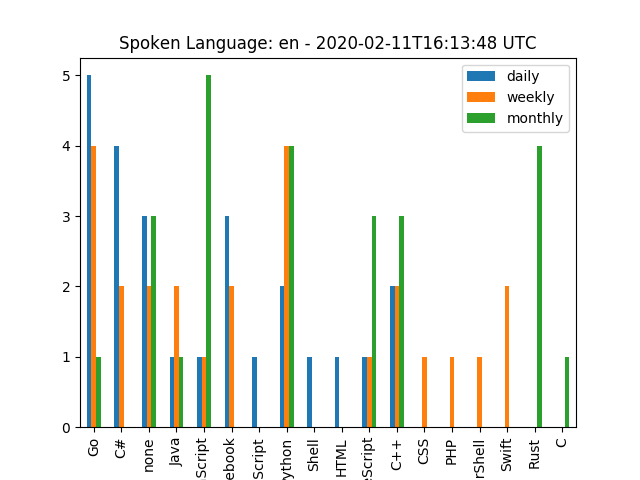 Spoken Language: en - 2020-02-11T16:13:48 UTC
daily
weekly
monthly
5
4
3
2
1
0
Go
C#
none
Java
Script
ebook
Script
ython
Shell
HTML
eScript
C++
CSS
PHP
rShell
Swift
Rust
C